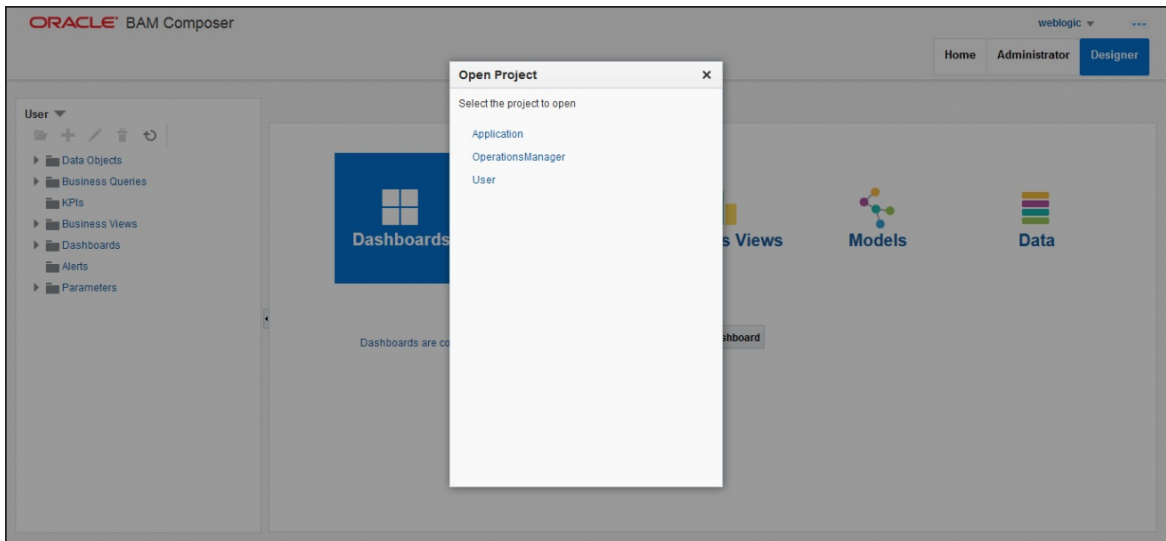 ORACLE® BAM Composer
weblogic
Home Administrator Designer
User
Data Objects
Business Queries
KPIs
Business Views
Dashboards
Alerts
Parameters
Open Project
Select the project to open
Application
OperationsManager
User
Dashboards
s Views
Models
Data
Dashboards are co
shboard